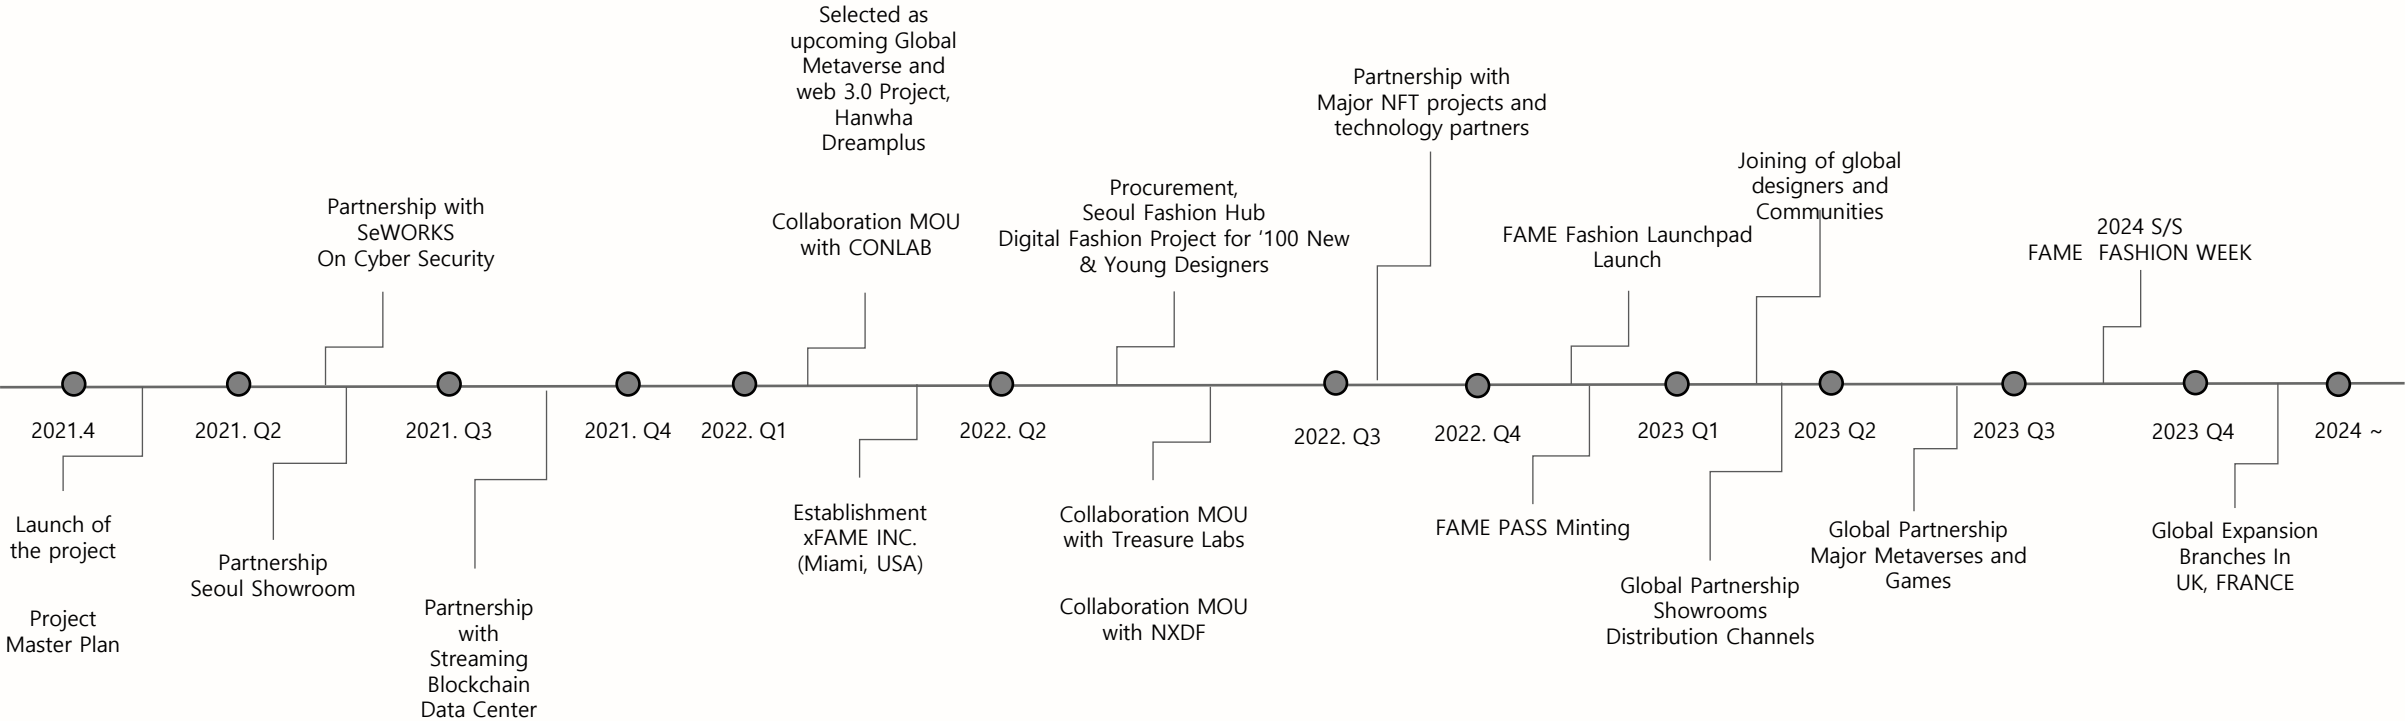 Selected as
upcoming Global
Metaverse and
web 3.0 Project,
Hanwha
Dreamplus
Partnership with
Major NFT projects and
technology partners
Joining of global
designers and
Communities
Procurement,
Seoul Fashion Hub
Digital Fashion Project for ‘100 New
& Young Designers
Partnership with
SeWORKS
On Cyber Security
Collaboration MOU
with CONLAB
FAME Fashion Launchpad
Launch
2024 S/S
FAME  FASHION WEEK
2021.4
2021. Q2
2021. Q3
2021. Q4
2022. Q1
2022. Q2
2022. Q3
2022. Q4
2023 Q1
2023 Q2
2023 Q3
2023 Q4
2024 ~
Launch of
the project
Project
Master Plan
Partnership
Seoul Showroom
Partnership
with
Streaming
Blockchain
Data Center
Establishment
xFAME INC.
(Miami, USA)
Collaboration MOU
with Treasure Labs
Collaboration MOU
with NXDF
FAME PASS Minting
Global Partnership
Showrooms
Distribution Channels
Global Partnership
Major Metaverses and
Games
Global Expansion
Branches In
UK, FRANCE